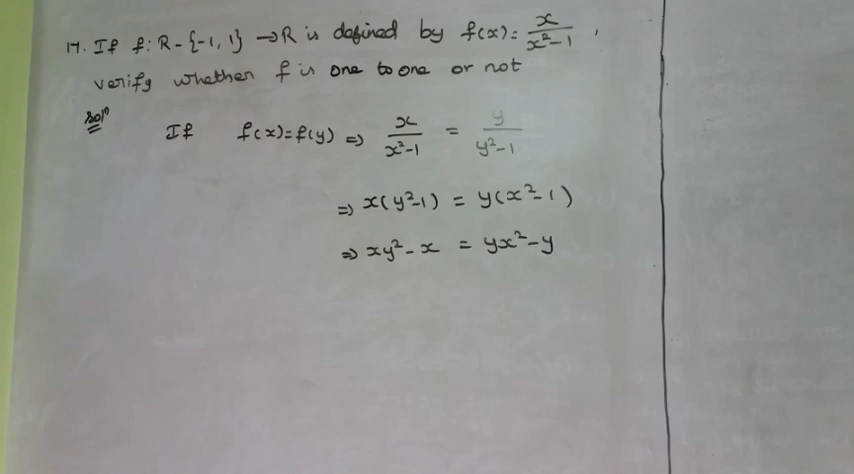 17. If f: R - {-1, 1} → R is defined by f(x) = x/(x²-1) ,
verify whether f is one to one or not
Solⁿ
If f(x) = f(y) ⇒ x/(x²-1) = y/(y²-1)
⇒ x(y²-1) = y(x²-1)
⇒ xy² - x = yx² - y